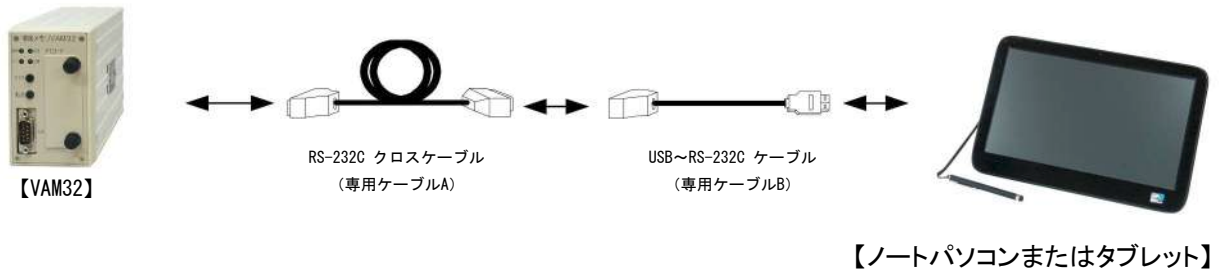 【VAM32】
RS-232C クロスケーブル
(専用ケーブルA)
USB～RS-232C ケーブル
(専用ケーブルB)
【ノートパソコンまたはタブレット】